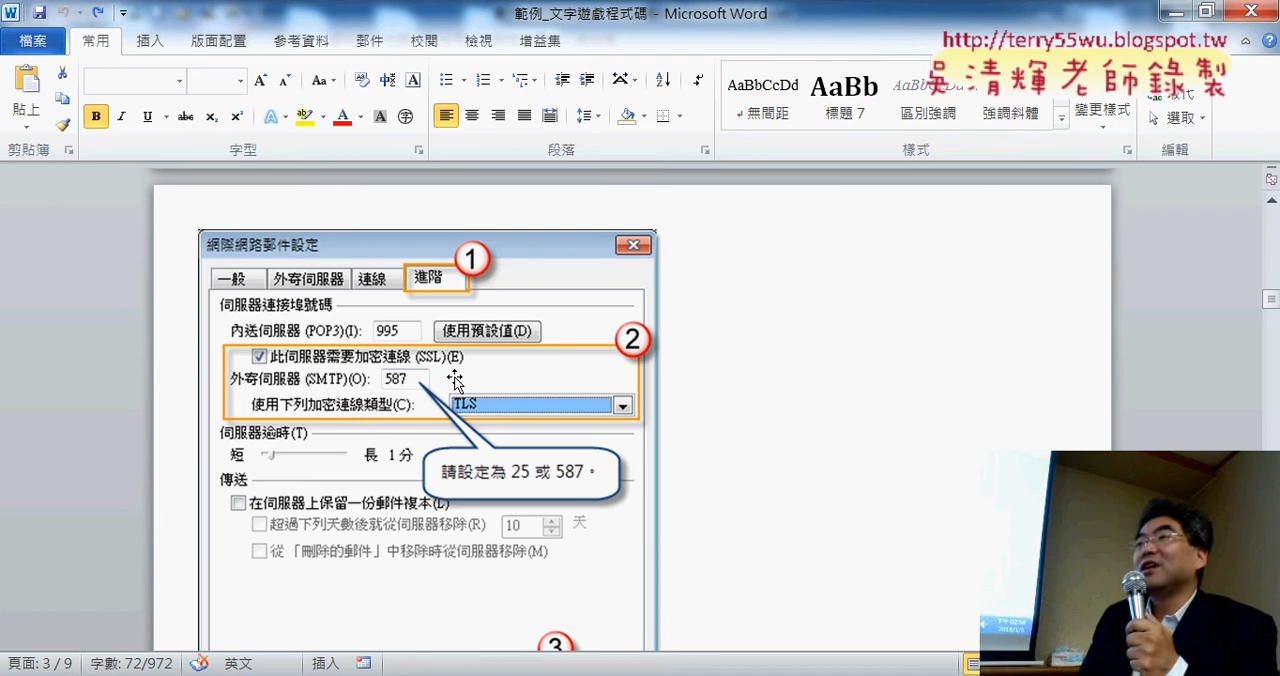 範例_文字遊戲程式碼 - Microsoft Word
檔案 常用 插入 版面配置 參考資料 郵件 校閱 檢視 增益集
http://terry55wu.blogspot.tw
吳清輝老師錄製
貼上
B I U abc x₂ x² A A A
Aa
AaBbCcDd AaBb AaBbCcD
無間距 標題 7 區別強調 強調斜體 變更樣式
取代
選取
剪貼簿 字型 段落 樣式 編輯
網際網路郵件設定
1
一般 外寄伺服器 連線 進階
伺服器連接埠號碼
內送伺服器 (POP3)(I): 995 使用預設值(D)
2
此伺服器需要加密連線 (SSL)(E)
外寄伺服器 (SMTP)(O): 587
使用下列加密連線類型(C): TLS
伺服器逾時(T)
短 長 1 分
請設定為 25 或 587。
傳送
在伺服器上保留一份郵件複本(L)
超過下列天數後就從伺服器移除(R) 10 天
從「刪除的郵件」中移除時從伺服器移除(M)
3
下午 02:54
頁面: 3 / 9 字數: 72/972 英文 插入